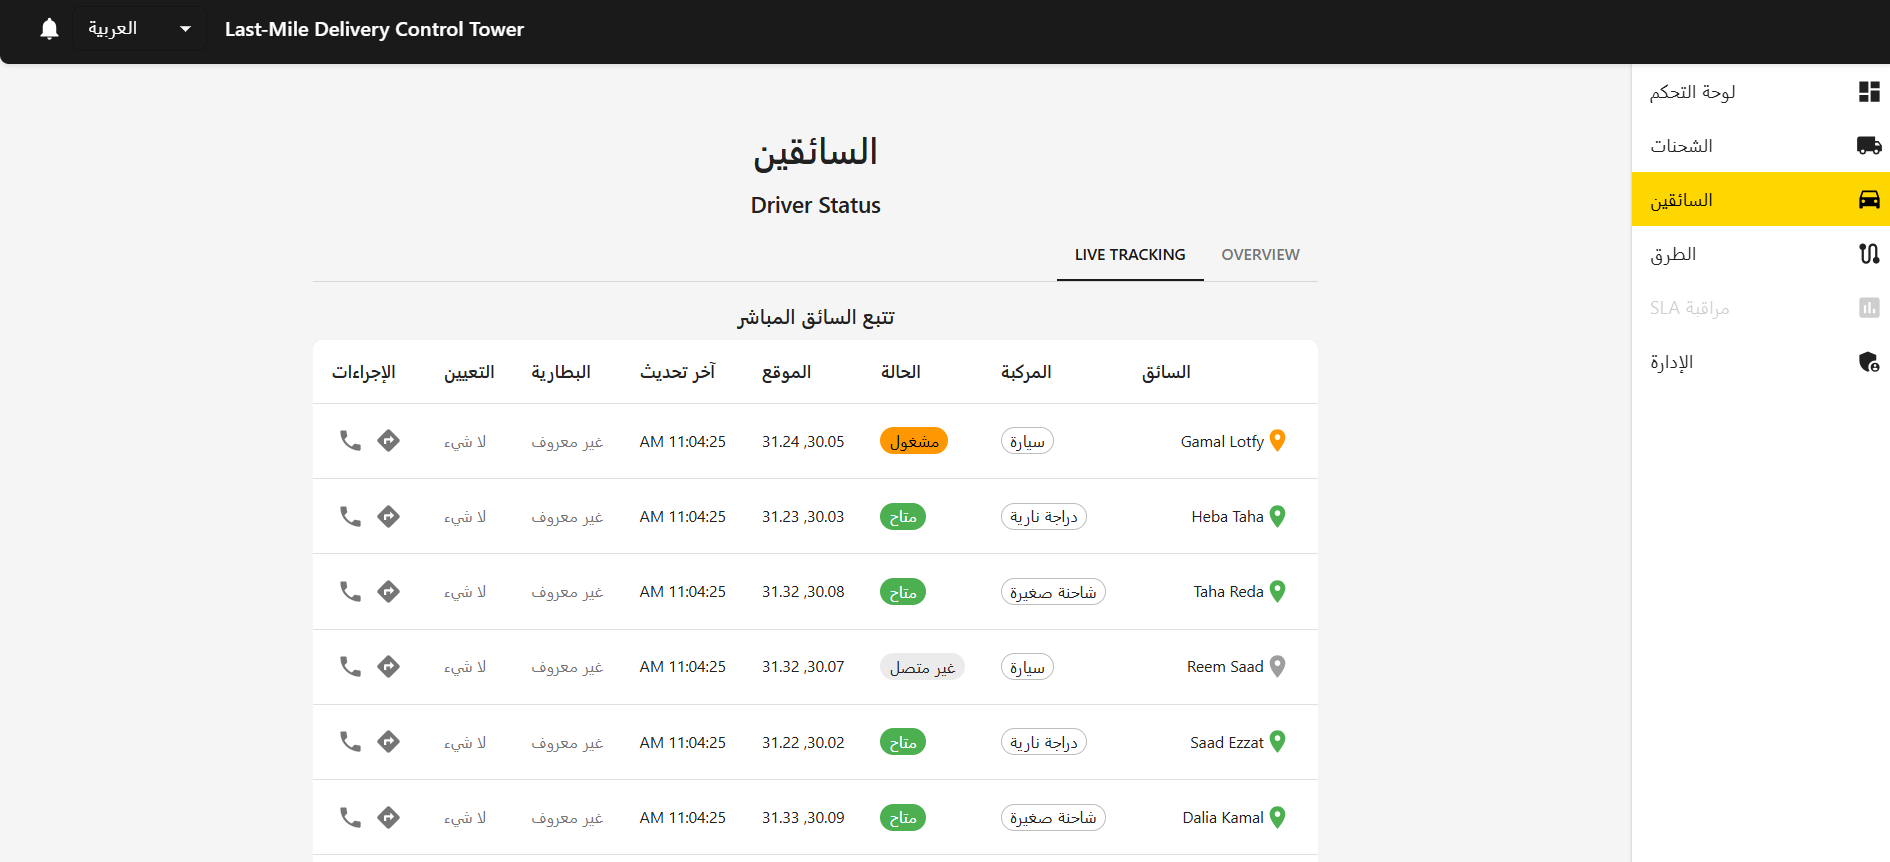 العربية
Last-Mile Delivery Control Tower
لوحة التحكم
الشحنات
السائقين
الطرق
مراقبة SLA
الإدارة
السائقين
Driver Status
LIVE TRACKING
OVERVIEW
تتبع السائق المباشر
السائق المركبة الحالة الموقع آخر تحديث البطارية التعيين الإجراءات
Gamal Lotfy سيارة مشغول 31.24 ,30.05 AM 11:04:25 غير معروف لا شيء
Heba Taha دراجة نارية متاح 31.23 ,30.03 AM 11:04:25 غير معروف لا شيء
Taha Reda شاحنة صغيرة متاح 31.32 ,30.08 AM 11:04:25 غير معروف لا شيء
Reem Saad سيارة غير متصل 31.32 ,30.07 AM 11:04:25 غير معروف لا شيء
Saad Ezzat دراجة نارية متاح 31.22 ,30.02 AM 11:04:25 غير معروف لا شيء
Dalia Kamal شاحنة صغيرة متاح 31.33 ,30.09 AM 11:04:25 غير معروف لا شيء